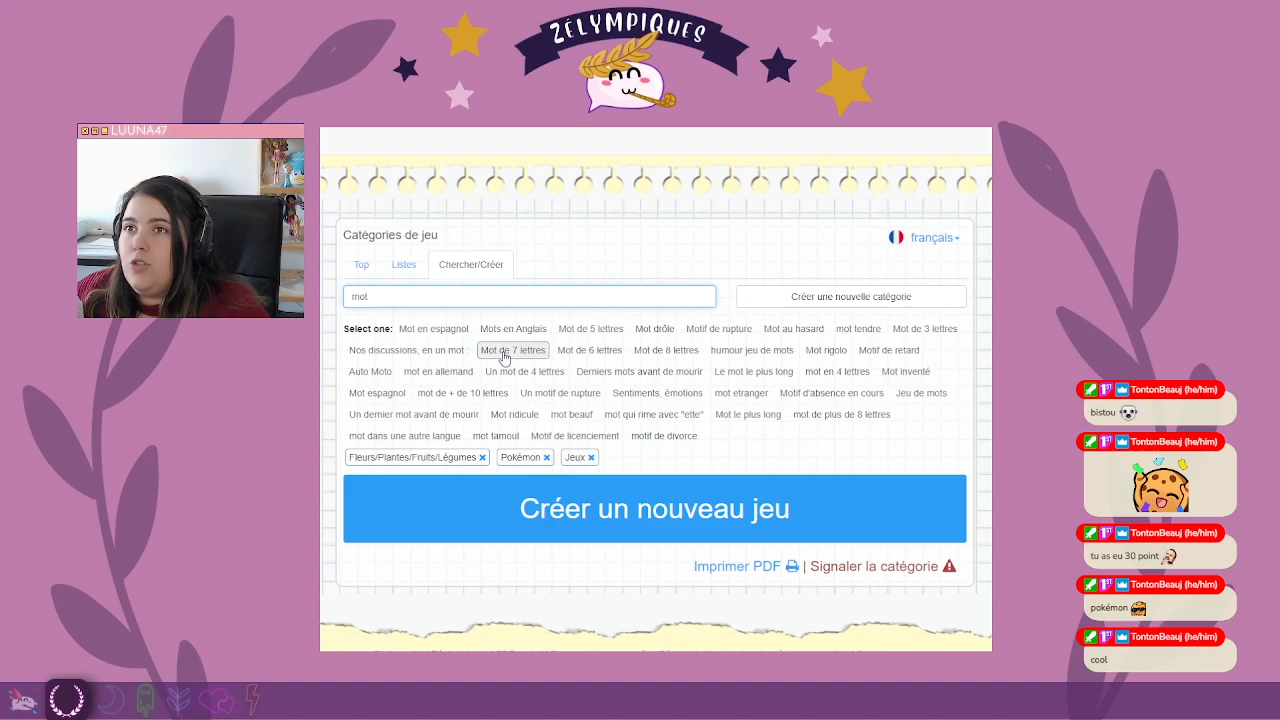 ZÉLYMPIQUES
LUUNA47
Catégories de jeu
français
Top Listes Chercher/Créer
mot
Créer une nouvelle catégorie
Select one: Mot en espagnol Mots en Anglais Mot de 5 lettres Mot drôle Motif de rupture Mot au hasard mot tendre Mot de 3 lettres
Nos discussions, en un mot : Mot de 7 lettres Mot de 6 lettres Mot de 8 lettres humour jeu de mots Mot rigolo Motif de retard
Auto Moto mot en allemand Un mot de 4 lettres Derniers mots avant de mourir Le mot le plus long mot en 4 lettres Mot inventé
Mot espagnol mot de + de 10 lettres Un motif de rupture Sentiments, émotions mot etranger Motif d'absence en cours Jeu de mots
Un dernier mot avant de mourir Mot ridicule mot beauf mot qui rime avec "ette" Mot le plus long mot de plus de 8 lettres
mot dans une autre langue mot tamoul Motif de licenciement motif de divorce
Fleurs/Plantes/Fruits/Légumes Pokémon Jeux
Créer un nouveau jeu
Imprimer PDF | Signaler la catégorie
TontonBeauj (he/him)
bistou
TontonBeauj (he/him)
TontonBeauj (he/him)
tu as eu 30 point
TontonBeauj (he/him)
pokémon
TontonBeauj (he/him)
cool